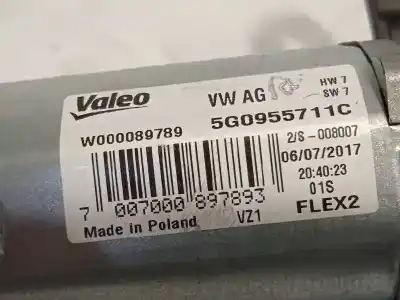 Valeo
VW AG
HW 7
SW 7
W000089789
5G0955711C
2/S -008007
06/07/2017
20:40:23
01S
7 007000 897893
Made in Poland
VZ1
FLEX2